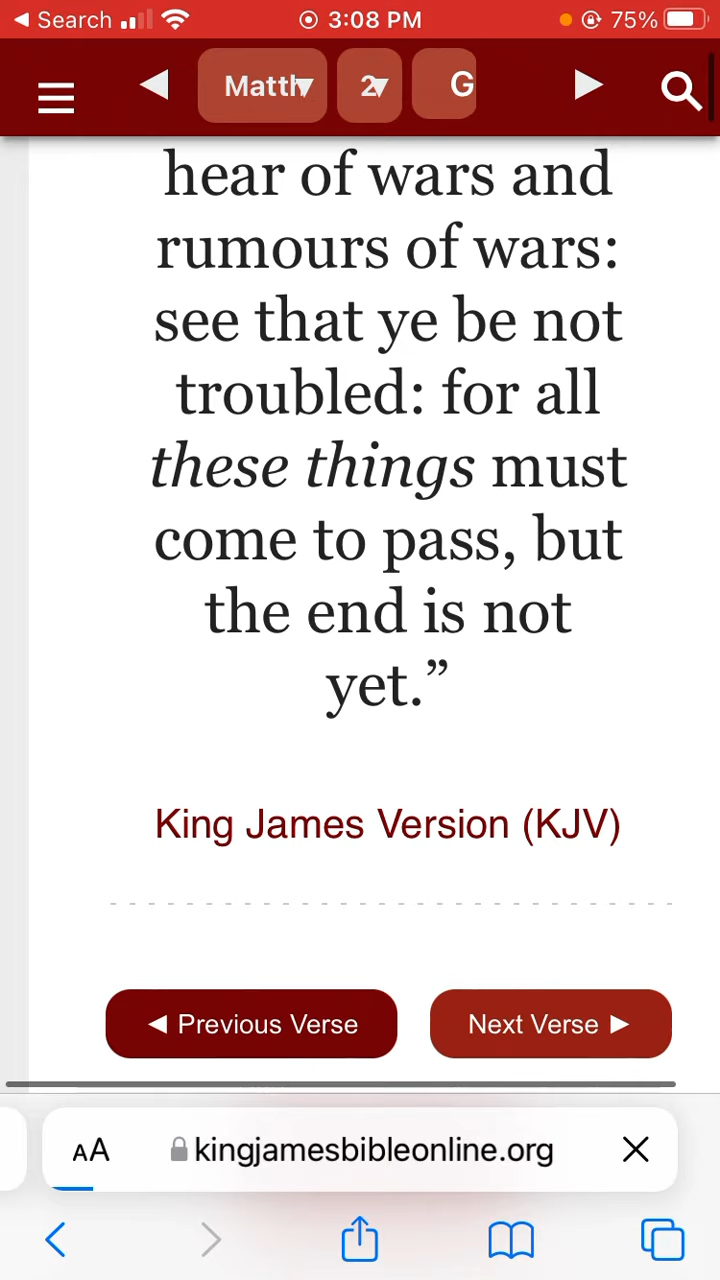 Search 3:08 PM 75%
Matth 2 G
hear of wars and
rumours of wars:
see that ye be not
troubled: for all
these things must
come to pass, but
the end is not
yet.”
King James Version (KJV)
◀ Previous Verse Next Verse ▶
AA kingjamesbibleonline.org